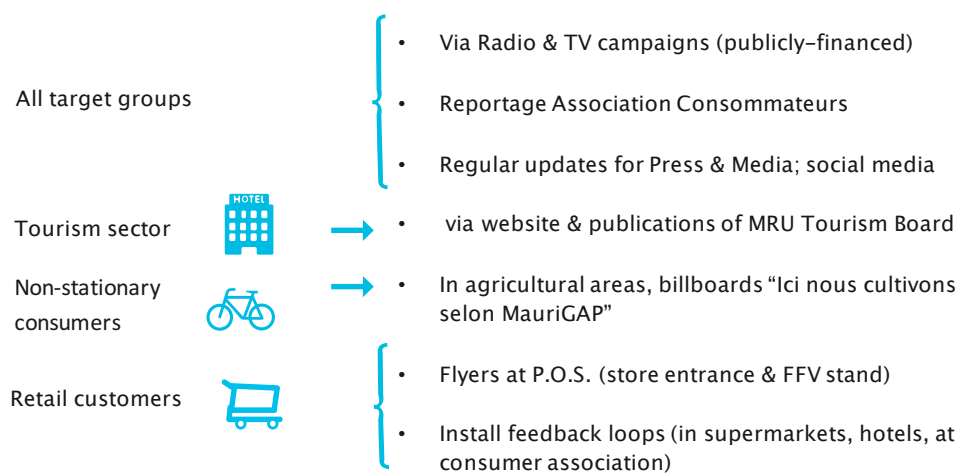 All target groups
• Via Radio & TV campaigns (publicly-financed)
• Reportage Association Consommateurs
• Regular updates for Press & Media; social media
Tourism sector
HOTEL
• via website & publications of MRU Tourism Board
Non-stationary
consumers
• In agricultural areas, billboards “Ici nous cultivons
selon MauriGAP”
Retail customers
• Flyers at P.O.S. (store entrance & FFV stand)
• Install feedback loops (in supermarkets, hotels, at
consumer association)